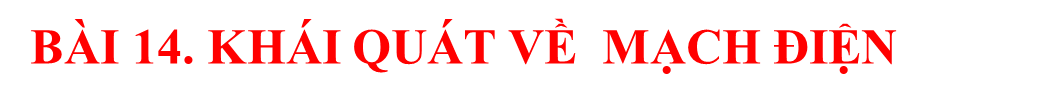 BÀI 14. KHÁI QUÁT VỀ MẠCH ĐIỆN